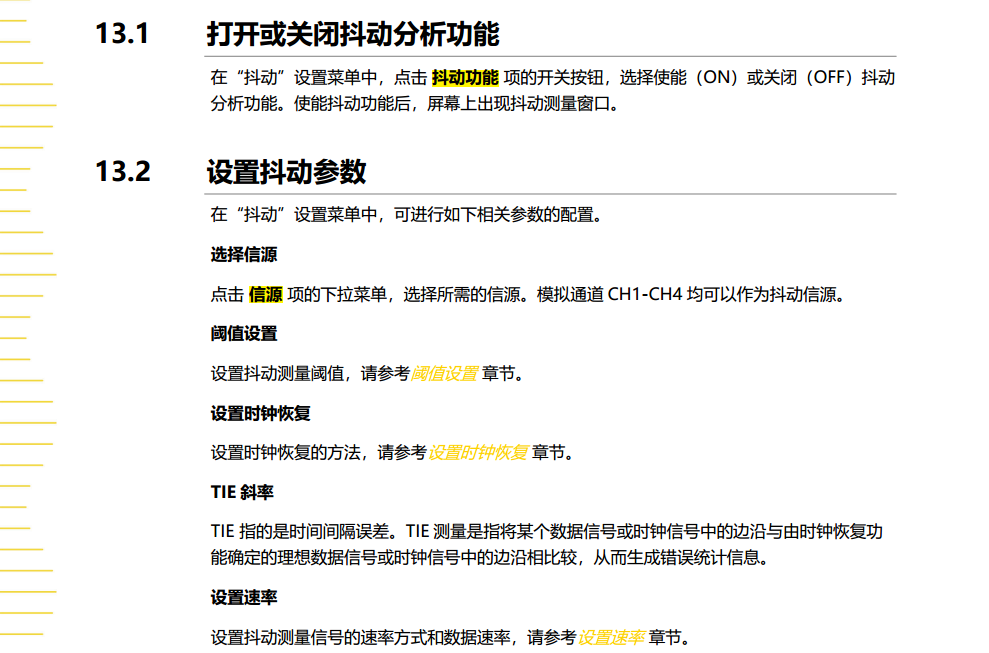 13.1 打开或关闭抖动分析功能
在“抖动”设置菜单中，点击 抖动功能 项的开关按钮，选择使能（ON）或关闭（OFF）抖动
分析功能。使能抖动功能后，屏幕上出现抖动测量窗口。
13.2 设置抖动参数
在“抖动”设置菜单中，可进行如下相关参数的配置。
选择信源
点击 信源 项的下拉菜单，选择所需的信源。模拟通道 CH1-CH4 均可以作为抖动信源。
阈值设置
设置抖动测量阈值，请参考阈值设置 章节。
设置时钟恢复
设置时钟恢复的方法，请参考设置时钟恢复 章节。
TIE 斜率
TIE 指的是时间间隔误差。TIE 测量是指将某个数据信号或时钟信号中的边沿与由时钟恢复功
能确定的理想数据信号或时钟信号中的边沿相比较，从而生成错误统计信息。
设置速率
设置抖动测量信号的速率方式和数据速率，请参考设置速率 章节。